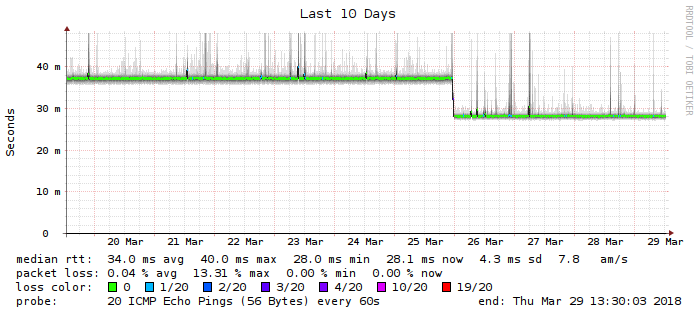 Last 10 Days
RRDTOOL / TOBI OETIKER
Seconds
40 m
30 m
20 m
10 m
0
20 Mar 21 Mar 22 Mar 23 Mar 24 Mar 25 Mar 26 Mar 27 Mar 28 Mar 29 Mar
median rtt: 34.0 ms avg 40.0 ms max 28.0 ms min 28.1 ms now 4.3 ms sd 7.8 am/s
packet loss: 0.04 % avg 13.31 % max 0.00 % min 0.00 % now
loss color: 0 1/20 2/20 3/20 4/20 10/20 19/20
probe: 20 ICMP Echo Pings (56 Bytes) every 60s end: Thu Mar 29 13:30:03 2018